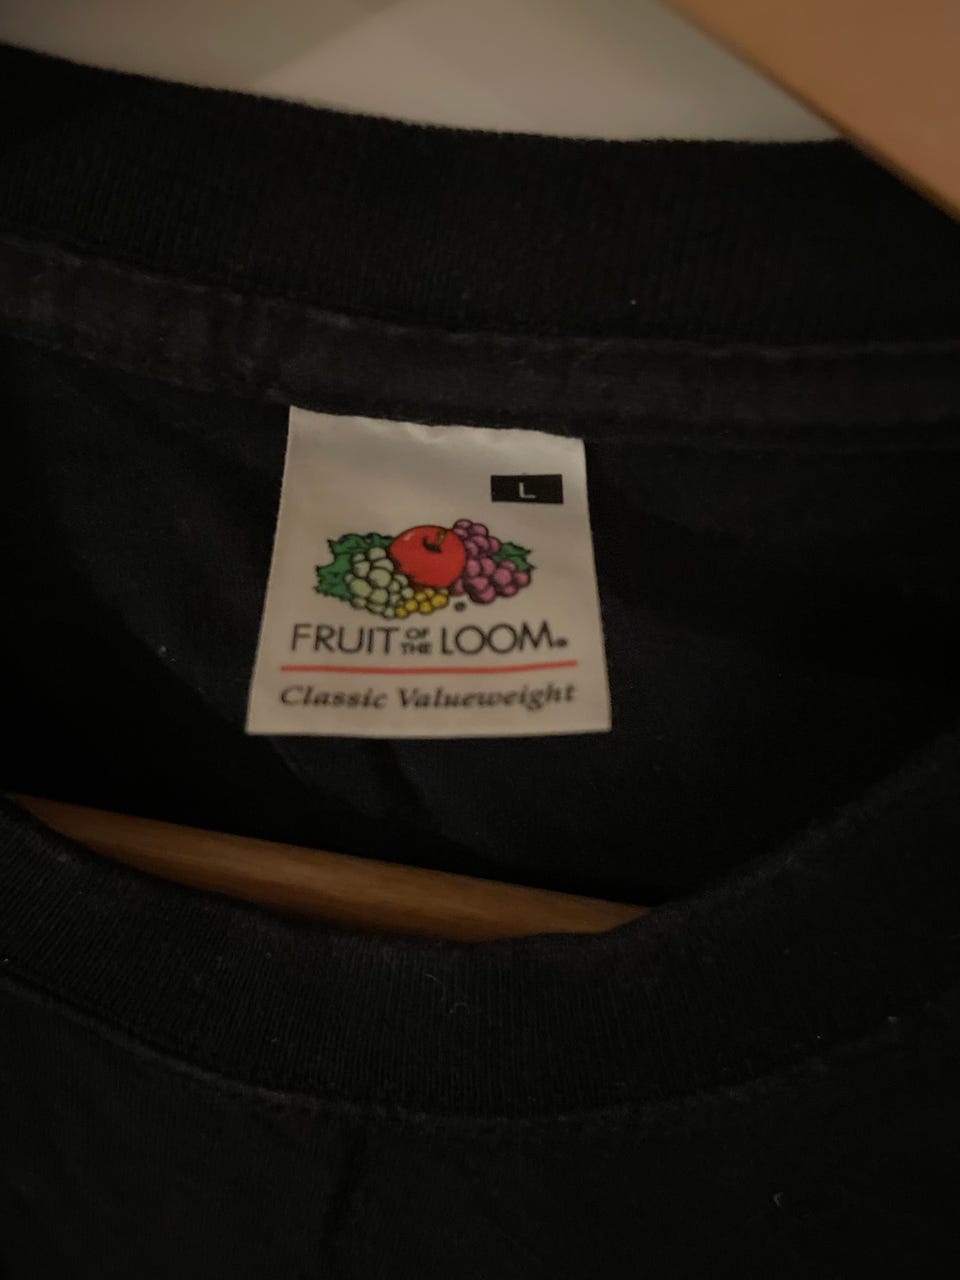 L
FRUIT OF THE LOOM®
Classic Valueweight